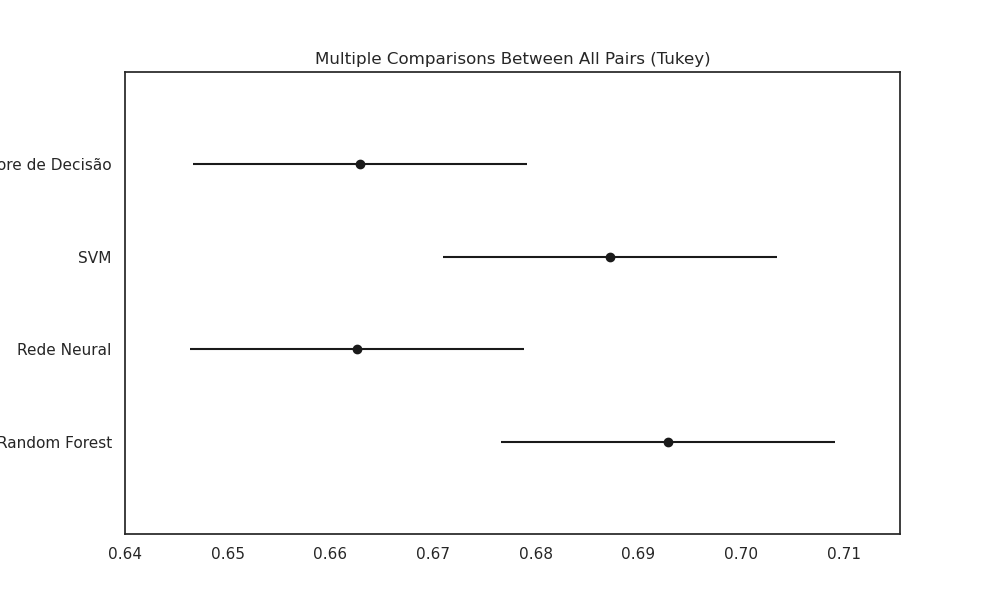 Multiple Comparisons Between All Pairs (Tukey)
ore de Decisão
SVM
Rede Neural
Random Forest
0.64 0.65 0.66 0.67 0.68 0.69 0.70 0.71